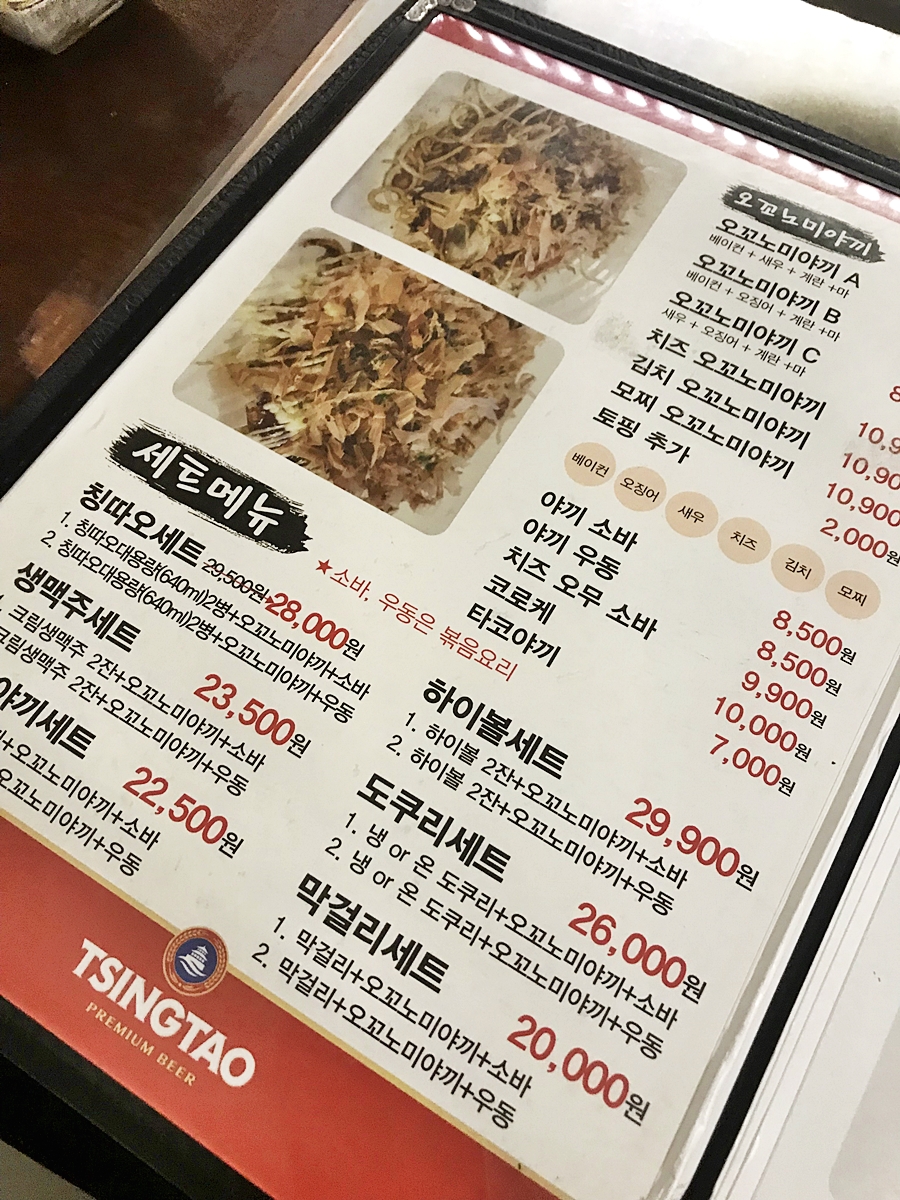 오꼬노미야끼
오꼬노미야끼 A
베이컨 + 새우 + 계란 +마
오꼬노미야끼 B
베이컨 + 오징어 + 계란 +마
오꼬노미야끼 C
새우 + 오징어 + 계란 +마
치즈 오꼬노미야끼
김치 오꼬노미야끼 10,9
모찌 오꼬노미야끼 10,900
토핑 추가
10,900
2,000원
베이컨 오징어 새우 치즈 김치 모찌
야끼 소바 8,500원
야끼 우동 8,500원
치즈 오무 소바 9,900원
코로케 10,000원
타코야끼 7,000원
★소바, 우동은 볶음요리
세트메뉴
칭따오세트 29,500원 28,000원
1. 칭따오대용량(640ml)2병+오꼬노미야끼+소바
2. 칭따오대용량(640ml)2병+오꼬노미야끼+우동
생맥주세트 23,500원
1. 크림생맥주 2잔+오꼬노미야끼+소바
크림생맥주 2잔+오꼬노미야끼+우동
야끼세트 22,500원
+오꼬노미야끼+소바
오꼬노미야끼+우동
하이볼세트 29,900원
1. 하이볼 2잔+오꼬노미야끼+소바
2. 하이볼 2잔+오꼬노미야끼+우동
도쿠리세트 26,000원
1. 냉 or 온 도쿠리+오꼬노미야끼+소바
2. 냉 or 온 도쿠리+오꼬노미야끼+우동
막걸리세트 20,000원
1. 막걸리+오꼬노미야끼+소바
2. 막걸리+오꼬노미야끼+우동
TSINGTAO
PREMIUM BEER